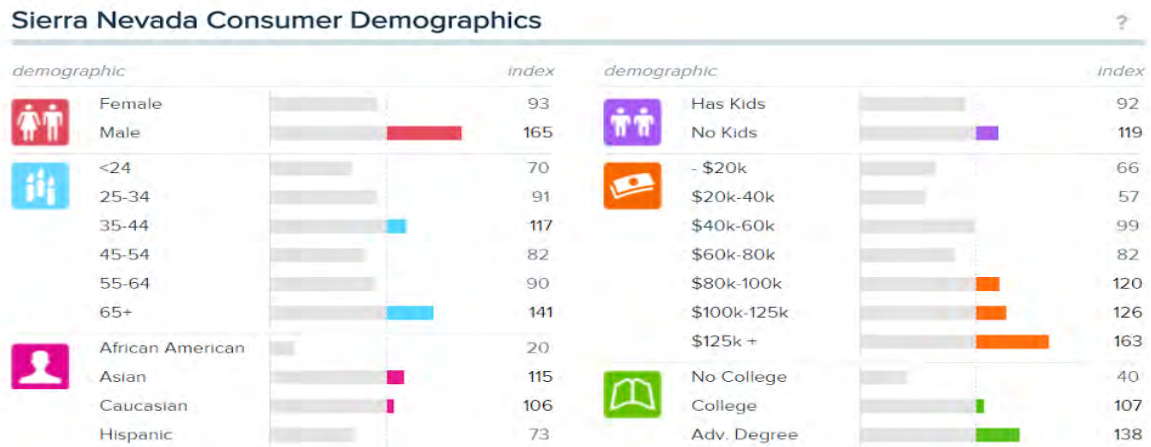 Sierra Nevada Consumer Demographics
?
demographic index
Female 93
Male 165
<24 70
25-34 91
35-44 117
45-54 82
55-64 90
65+ 141
African American 20
Asian 115
Caucasian 106
Hispanic 73
demographic index
Has Kids 92
No Kids 119
- $20k 66
$20k-40k 57
$40k-60k 99
$60k-80k 82
$80k-100k 120
$100k-125k 126
$125k + 163
No College 40
College 107
Adv. Degree 138